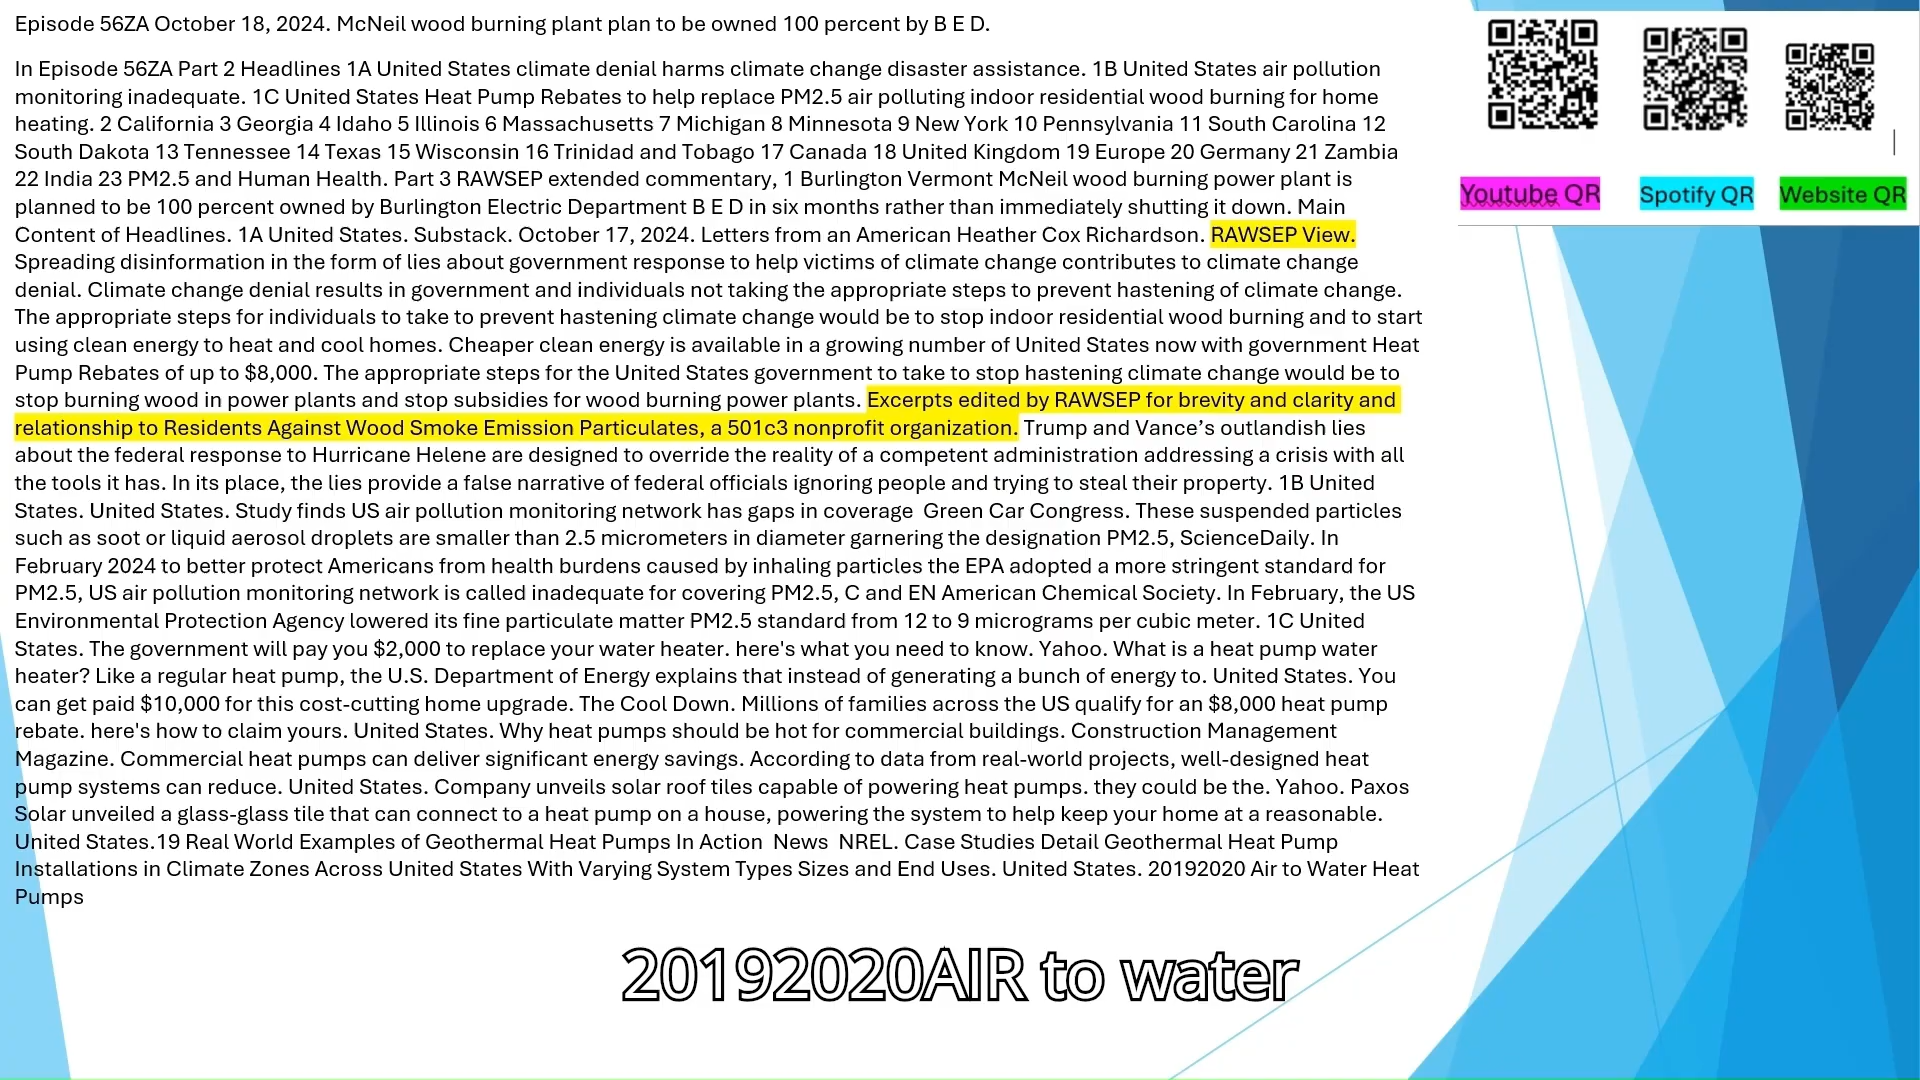 Episode 56ZA October 18, 2024. McNeil wood burning plant plan to be owned 100 percent by B E D.
In Episode 56ZA Part 2 Headlines 1A United States climate denial harms climate change disaster assistance. 1B United States air pollution
monitoring inadequate. 1C United States Heat Pump Rebates to help replace PM2.5 air polluting indoor residential wood burning for home
heating. 2 California 3 Georgia 4 Idaho 5 Illinois 6 Massachusetts 7 Michigan 8 Minnesota 9 New York 10 Pennsylvania 11 South Carolina 12
South Dakota 13 Tennessee 14 Texas 15 Wisconsin 16 Trinidad and Tobago 17 Canada 18 United Kingdom 19 Europe 20 Germany 21 Zambia
22 India 23 PM2.5 and Human Health. Part 3 RAWSEP extended commentary, 1 Burlington Vermont McNeil wood burning power plant is
planned to be 100 percent owned by Burlington Electric Department B E D in six months rather than immediately shutting it down. Main
Content of Headlines. 1A United States. Substack. October 17, 2024. Letters from an American Heather Cox Richardson. RAWSEP View.
Spreading disinformation in the form of lies about government response to help victims of climate change contributes to climate change
denial. Climate change denial results in government and individuals not taking the appropriate steps to prevent hastening of climate change.
The appropriate steps for individuals to take to prevent hastening climate change would be to stop indoor residential wood burning and to start
using clean energy to heat and cool homes. Cheaper clean energy is available in a growing number of United States now with government Heat
Pump Rebates of up to $8,000. The appropriate steps for the United States government to take to stop hastening climate change would be to
stop burning wood in power plants and stop subsidies for wood burning power plants. Excerpts edited by RAWSEP for brevity and clarity and
relationship to Residents Against Wood Smoke Emission Particulates, a 501c3 nonprofit organization. Trump and Vance’s outlandish lies
about the federal response to Hurricane Helene are designed to override the reality of a competent administration addressing a crisis with all
the tools it has. In its place, the lies provide a false narrative of federal officials ignoring people and trying to steal their property. 1B United
States. United States. Study finds US air pollution monitoring network has gaps in coverage  Green Car Congress. These suspended particles
such as soot or liquid aerosol droplets are smaller than 2.5 micrometers in diameter garnering the designation PM2.5, ScienceDaily. In
February 2024 to better protect Americans from health burdens caused by inhaling particles the EPA adopted a more stringent standard for
PM2.5, US air pollution monitoring network is called inadequate for covering PM2.5, C and EN American Chemical Society. In February, the US
Environmental Protection Agency lowered its fine particulate matter PM2.5 standard from 12 to 9 micrograms per cubic meter. 1C United
States. The government will pay you $2,000 to replace your water heater. here's what you need to know. Yahoo. What is a heat pump water
heater? Like a regular heat pump, the U.S. Department of Energy explains that instead of generating a bunch of energy to. United States. You
can get paid $10,000 for this cost-cutting home upgrade. The Cool Down. Millions of families across the US qualify for an $8,000 heat pump
rebate. here's how to claim yours. United States. Why heat pumps should be hot for commercial buildings. Construction Management
Magazine. Commercial heat pumps can deliver significant energy savings. According to data from real-world projects, well-designed heat
pump systems can reduce. United States. Company unveils solar roof tiles capable of powering heat pumps. they could be the. Yahoo. Paxos
Solar unveiled a glass-glass tile that can connect to a heat pump on a house, powering the system to help keep your home at a reasonable.
United States.19 Real World Examples of Geothermal Heat Pumps In Action  News  NREL. Case Studies Detail Geothermal Heat Pump
Installations in Climate Zones Across United States With Varying System Types Sizes and End Uses. United States. 20192020 Air to Water Heat
Pumps
Youtube QR
Spotify QR
Website QR
20192020AIR to water